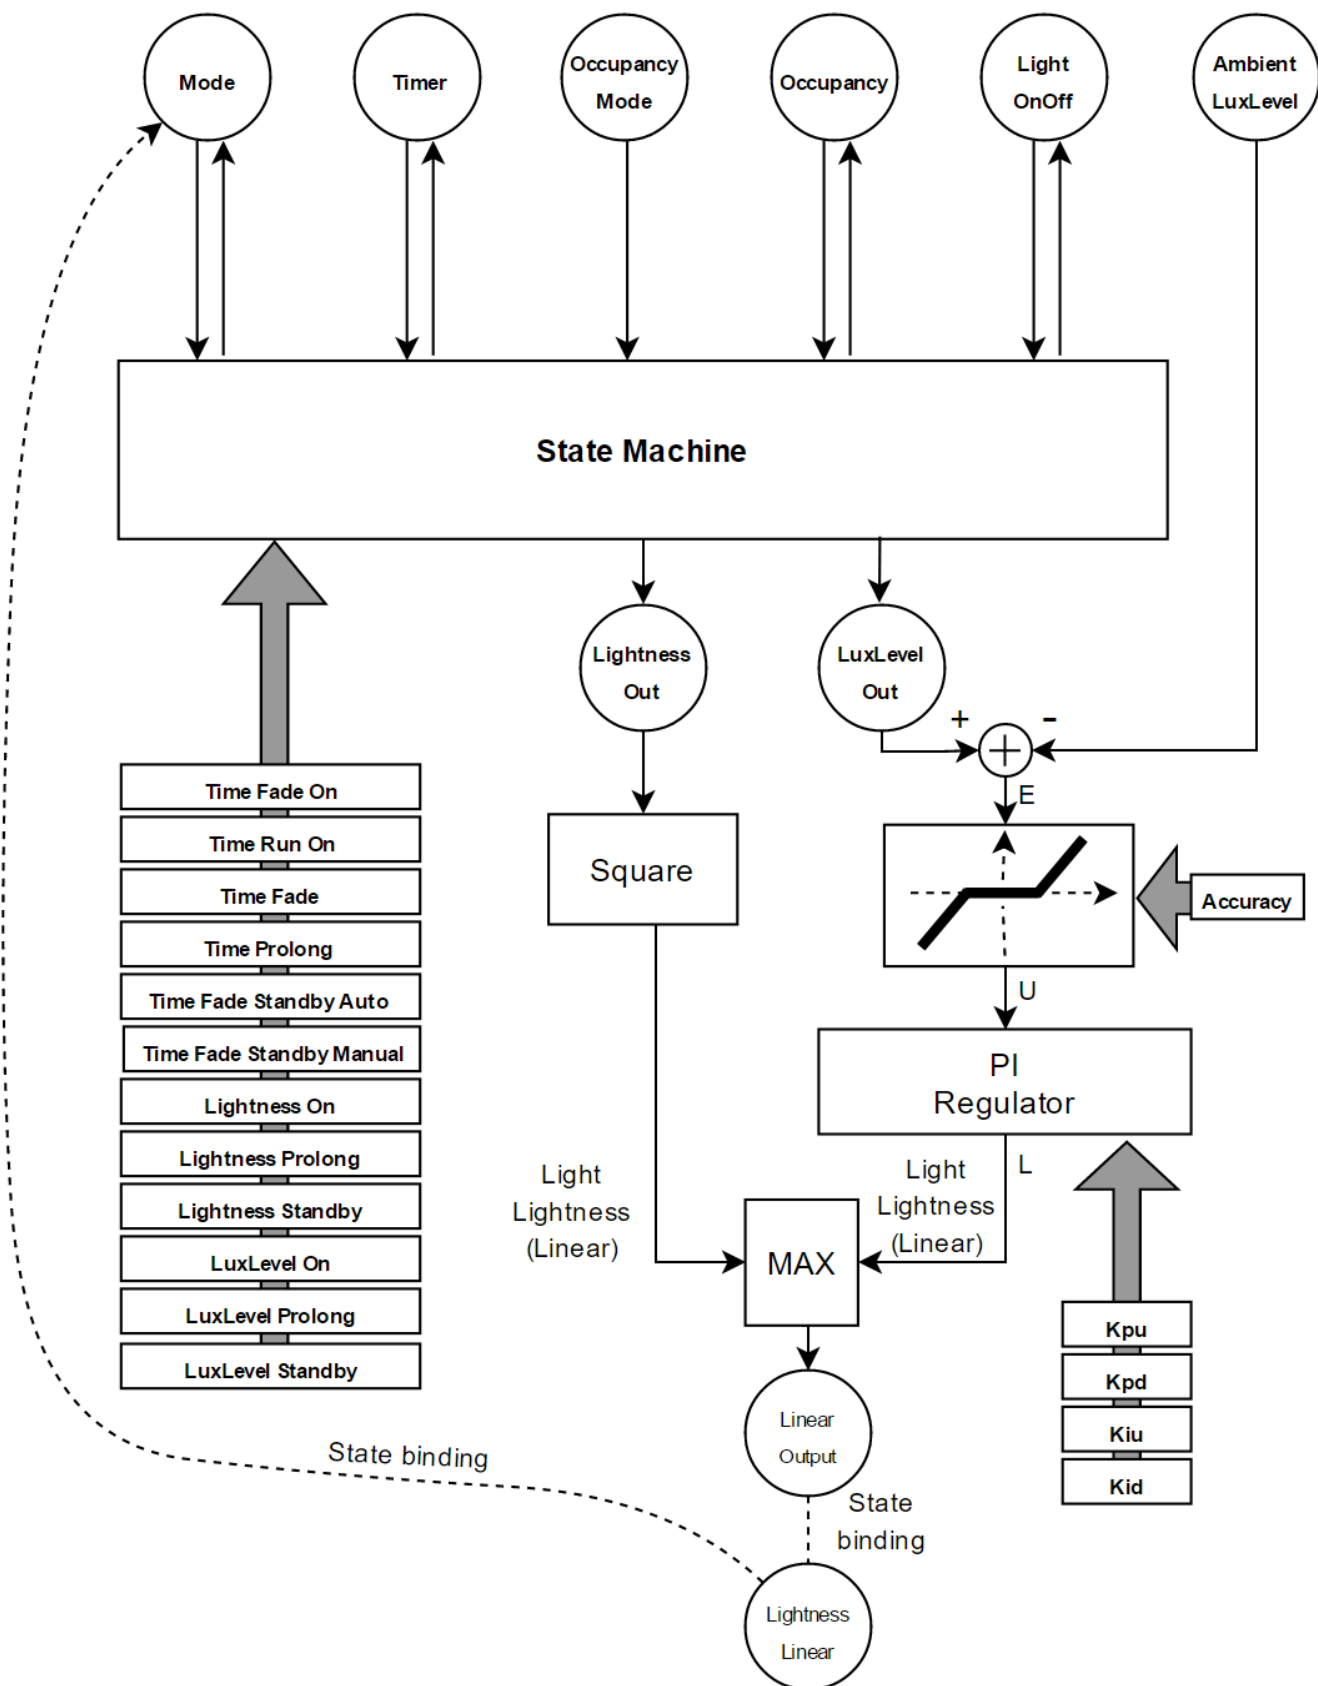 Mode
Timer
Occupancy
Mode
Occupancy
Light
OnOff
Ambient
LuxLevel
State Machine
Lightness
Out
LuxLevel
Out
+
-
E
Time Fade On
Time Run On
Time Fade
Time Prolong
Time Fade Standby Auto
Time Fade Standby Manual
Lightness On
Lightness Prolong
Lightness Standby
LuxLevel On
LuxLevel Prolong
LuxLevel Standby
Square
Accuracy
U
PI
Regulator
L
Light
Lightness
(Linear)
Light
Lightness
(Linear)
MAX
Kpu
Kpd
Kiu
Kid
Linear
Output
State binding
State
binding
Lightness
Linear